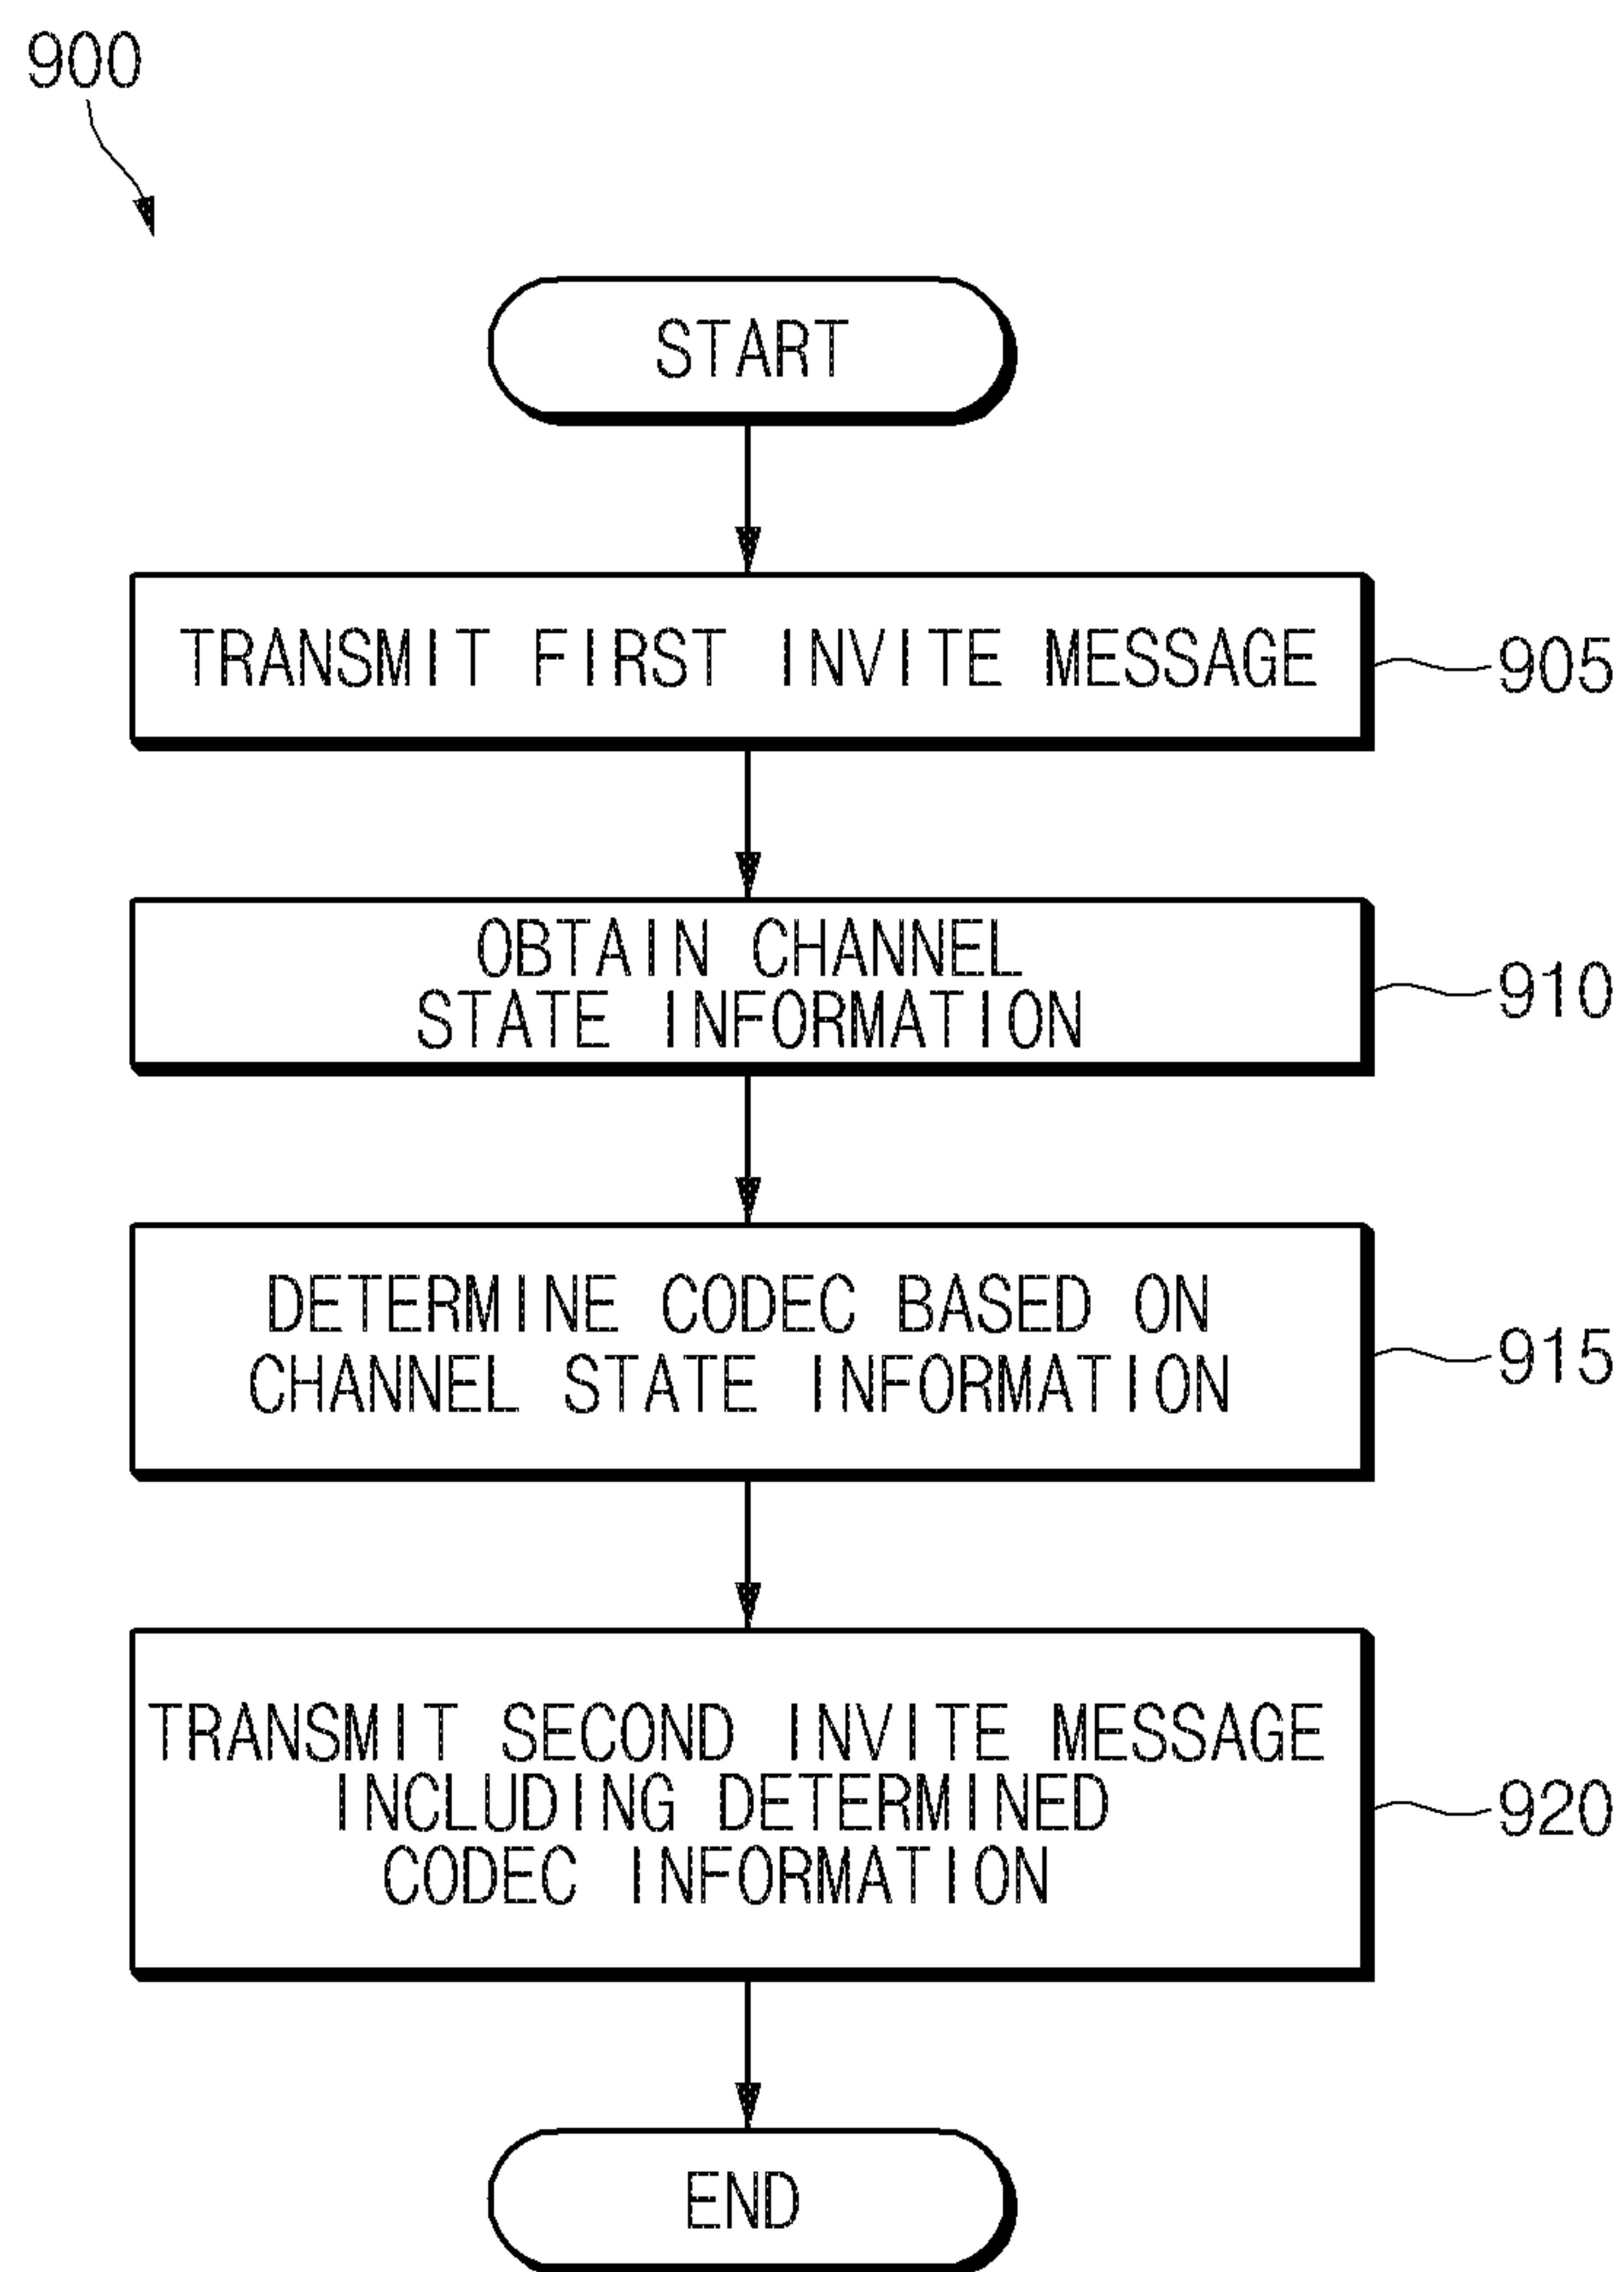 900
START
TRANSMIT FIRST INVITE MESSAGE
905
OBTAIN CHANNEL
STATE INFORMATION
910
DETERMINE CODEC BASED ON
CHANNEL STATE INFORMATION
915
TRANSMIT SECOND INVITE MESSAGE
INCLUDING DETERMINED
CODEC INFORMATION
920
END